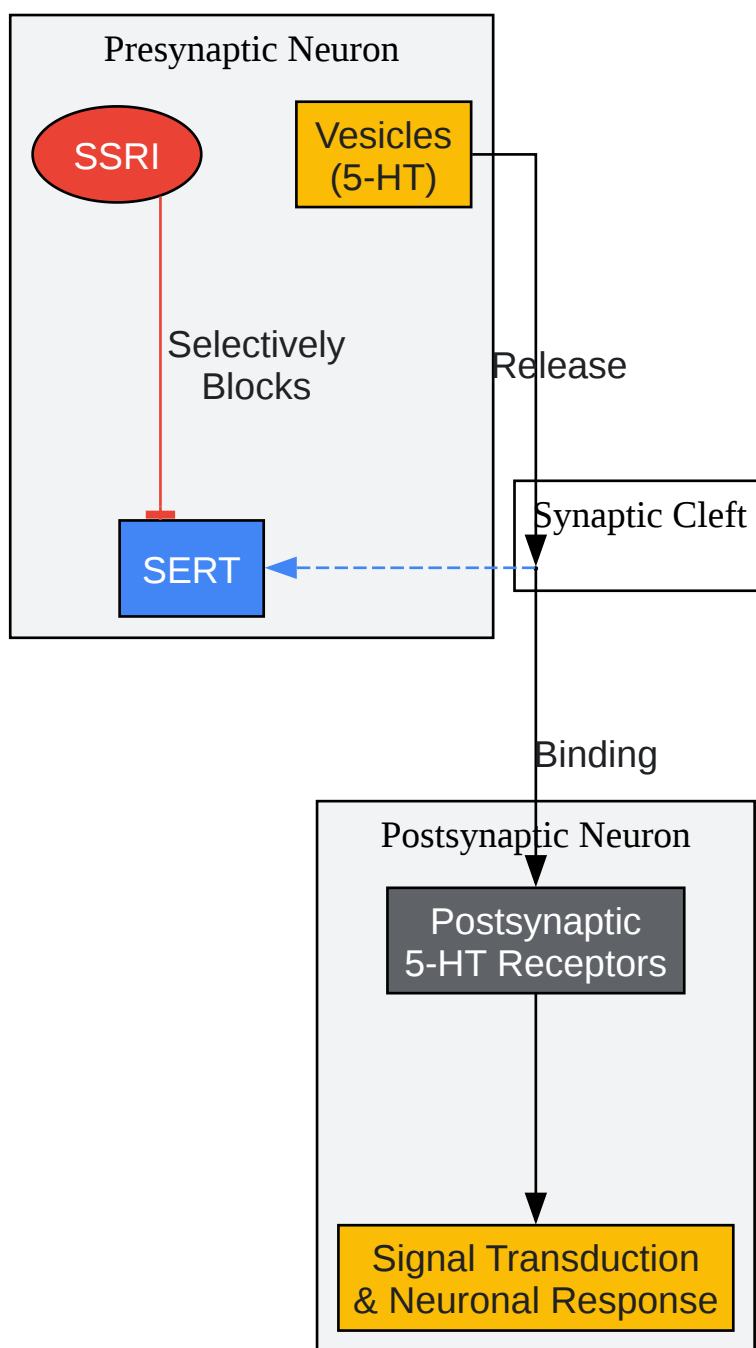 Presynaptic Neuron
SSRI
Vesicles
(5-HT)
Selectively
Blocks
Release
Synaptic Cleft
SERT
Binding
Postsynaptic Neuron
Postsynaptic
5-HT Receptors
Signal Transduction
& Neuronal Response